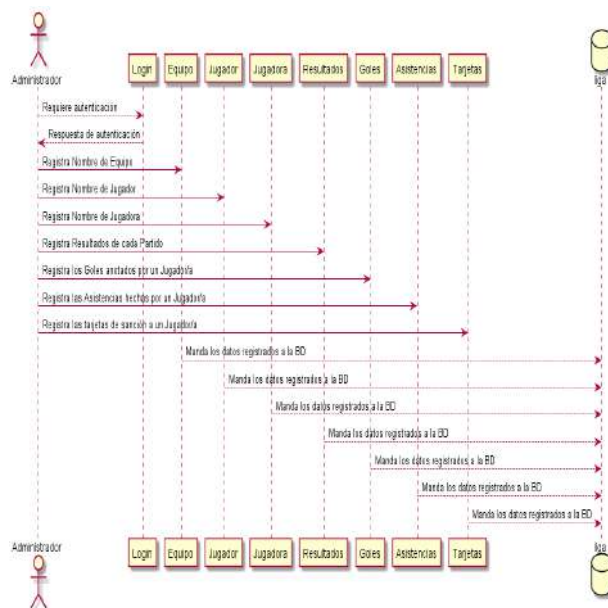 Administrador
Login
Equipo
Jugador
Jugadora
Resultados
Goles
Asistencias
Tarjetas
liga
Requiere autenticación
Respuesta de autenticación
Registra Nombre de Equipo
Registra Nombre de Jugador
Registra Nombre de Jugadora
Registra Resultados de cada Partido
Registra los Goles anotados por un Jugador/a
Registra las Asistencias hechas por un Jugador/a
Registra las tarjetas de sanción a un Jugador/a
Manda los datos registrados a la BD
Manda los datos registrados a la BD
Manda los datos registrados a la BD
Manda los datos registrados a la BD
Manda los datos registrados a la BD
Manda los datos registrados a la BD
Manda los datos registrados a la BD
Administrador
Login
Equipo
Jugador
Jugadora
Resultados
Goles
Asistencias
Tarjetas
liga